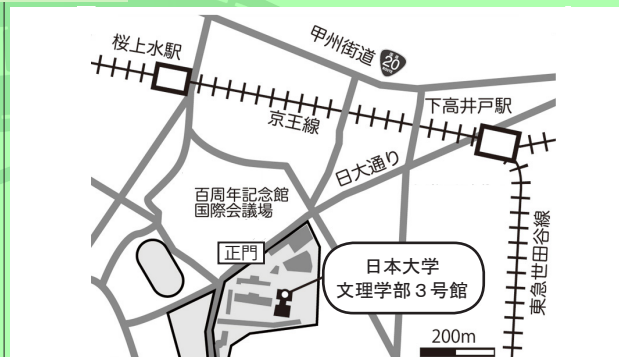 桜上水駅
甲州街道
20
下高井戸駅
京王線
日大通り
百周年記念館
国際会議場
正門
日本大学
文理学部3号館
東急世田谷線
200m